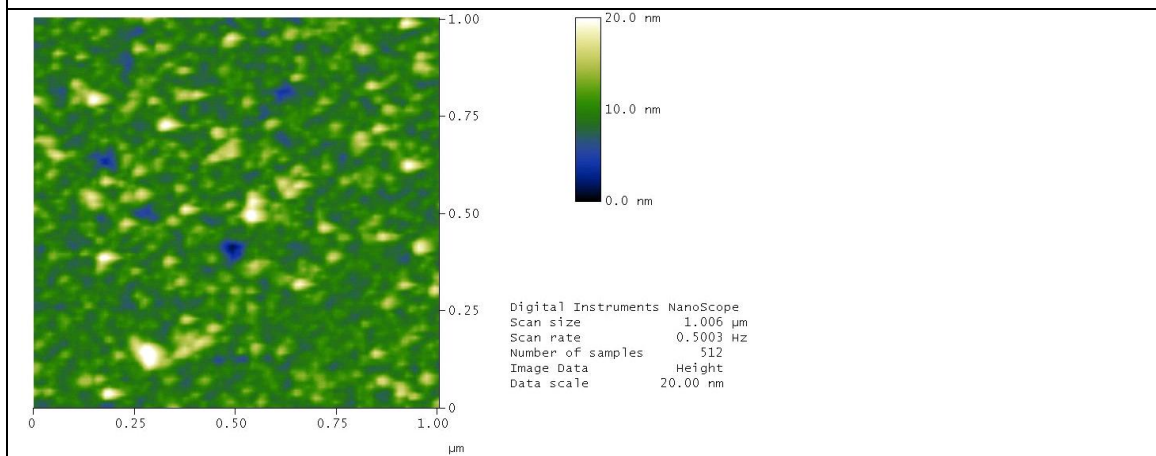 20.0 nm
10.0 nm
0.0 nm
1.00
0.75
0.50
0.25
0
0 0.25 0.50 0.75 1.00
µm
Digital Instruments NanoScope
Scan size 1.006 µm
Scan rate 0.5003 Hz
Number of samples 512
Image Data Height
Data scale 20.00 nm